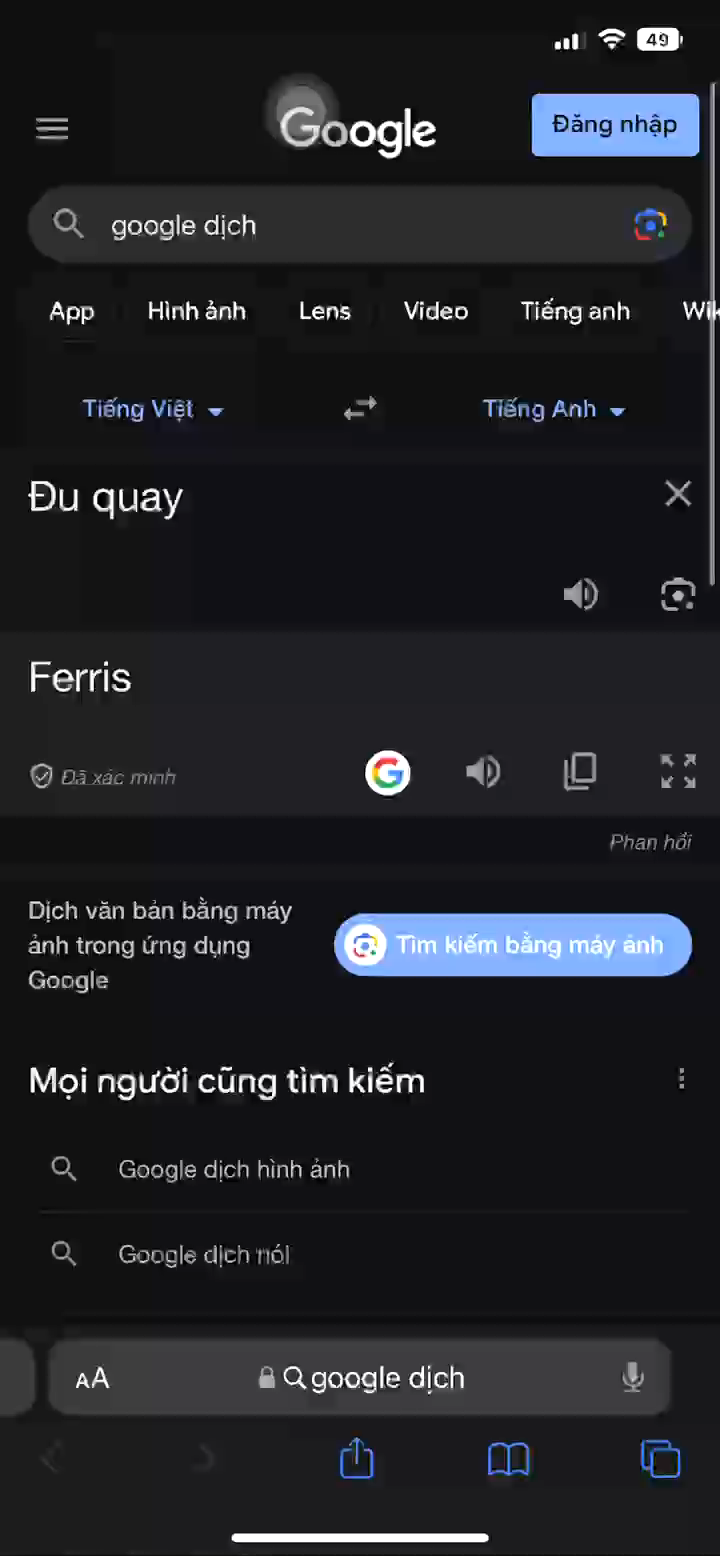 49
Google
Đăng nhập
google dịch
App Hình ảnh Lens Video Tiếng anh Wik
Tiếng Việt Tiếng Anh
Đu quay
Ferris
Đã xác minh
Phan hồi
Dịch văn bản bằng máy
ảnh trong ứng dụng
Google
Tìm kiếm bằng máy ảnh
Mọi người cũng tìm kiếm
Google dịch hình ảnh
Google dịch nói
AA google dịch